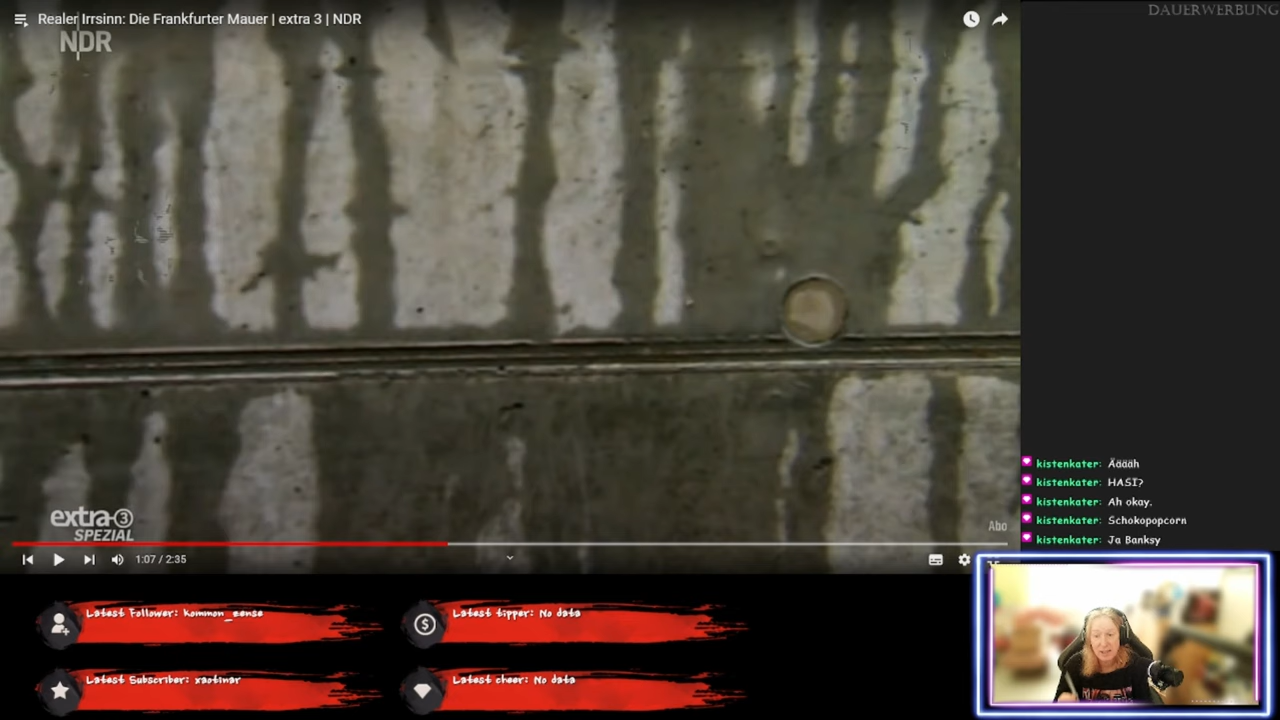 Realer Irrsinn: Die Frankfurter Mauer | extra 3 | NDR
DAUERWERBUNG
NDR
extra 3
SPEZIAL
Abo
1:07 / 2:35
kistenkater: Ääääh
kistenkater: HASI?
kistenkater: Ah okay.
kistenkater: Schokopopcorn
kistenkater: Ja Banksy
Latest Follower: kommon_zense
Latest tipper: No data
Latest Subscriber: xaotinar
Latest cheer: No data